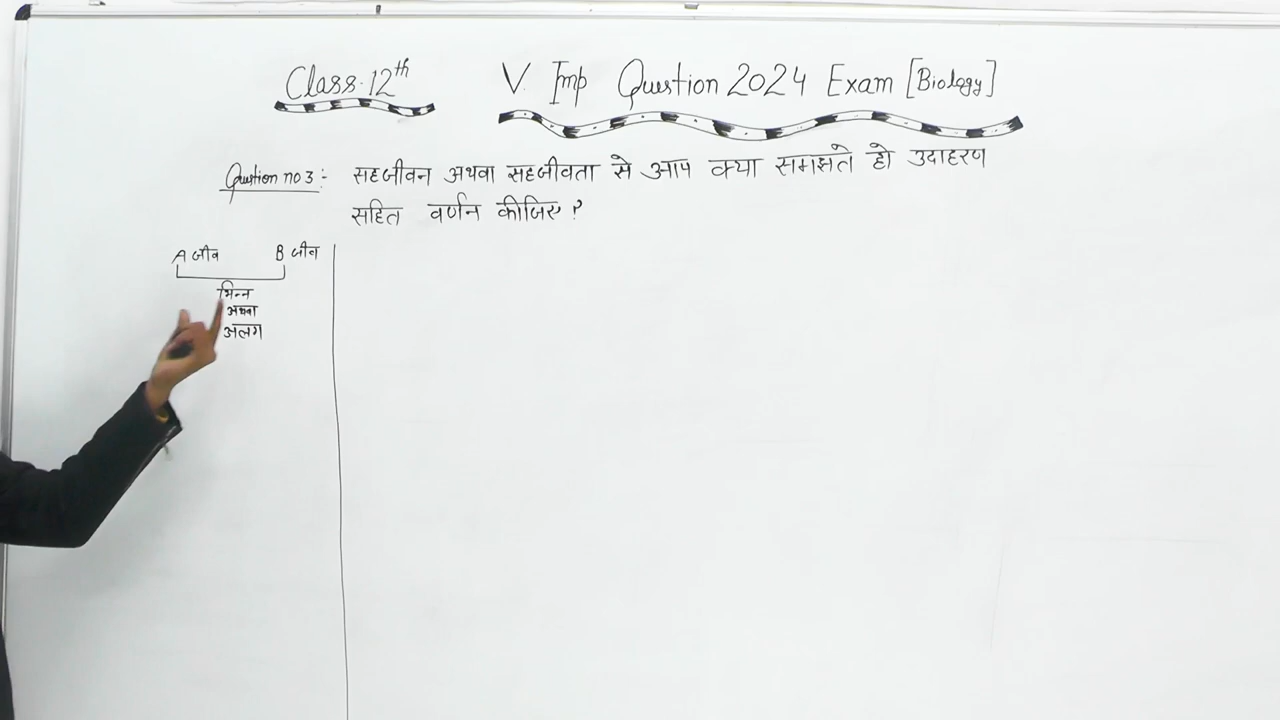 Class-12th V. Imp Question 2024 Exam [Biology]
Question no 3:- सहजीवन अथवा सहजीवता से आप क्या समझते हो उदाहरण
सहित वर्णन कीजिए?
A जीव B जीव
भिन्न
अथवा
अलग